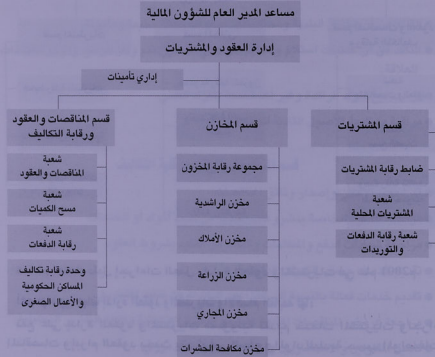 مساعد المدير العام للشؤون المالية
إدارة العقود والمشتريات
إداري تأمينات
قسم المشتريات
ضابط رقابة المشتريات
شعبة
المشتريات المحلية
شعبة رقابة الدفعات
والتوريدات
قسم المخازن
مجموعة رقابة المخزون
مخزن الراشدية
مخزن الأملاك
مخزن الزراعة
مخزن المجاري
مخزن مكافحة الحشرات
قسم المناقصات والعقود
ورقابة التكاليف
شعبة
المناقصات والعقود
شعبة
مسح الكميات
شعبة
رقابة الدفعات
وحدة رقابة تكاليف
المساكن الحكومية
والأعمال الصغرى